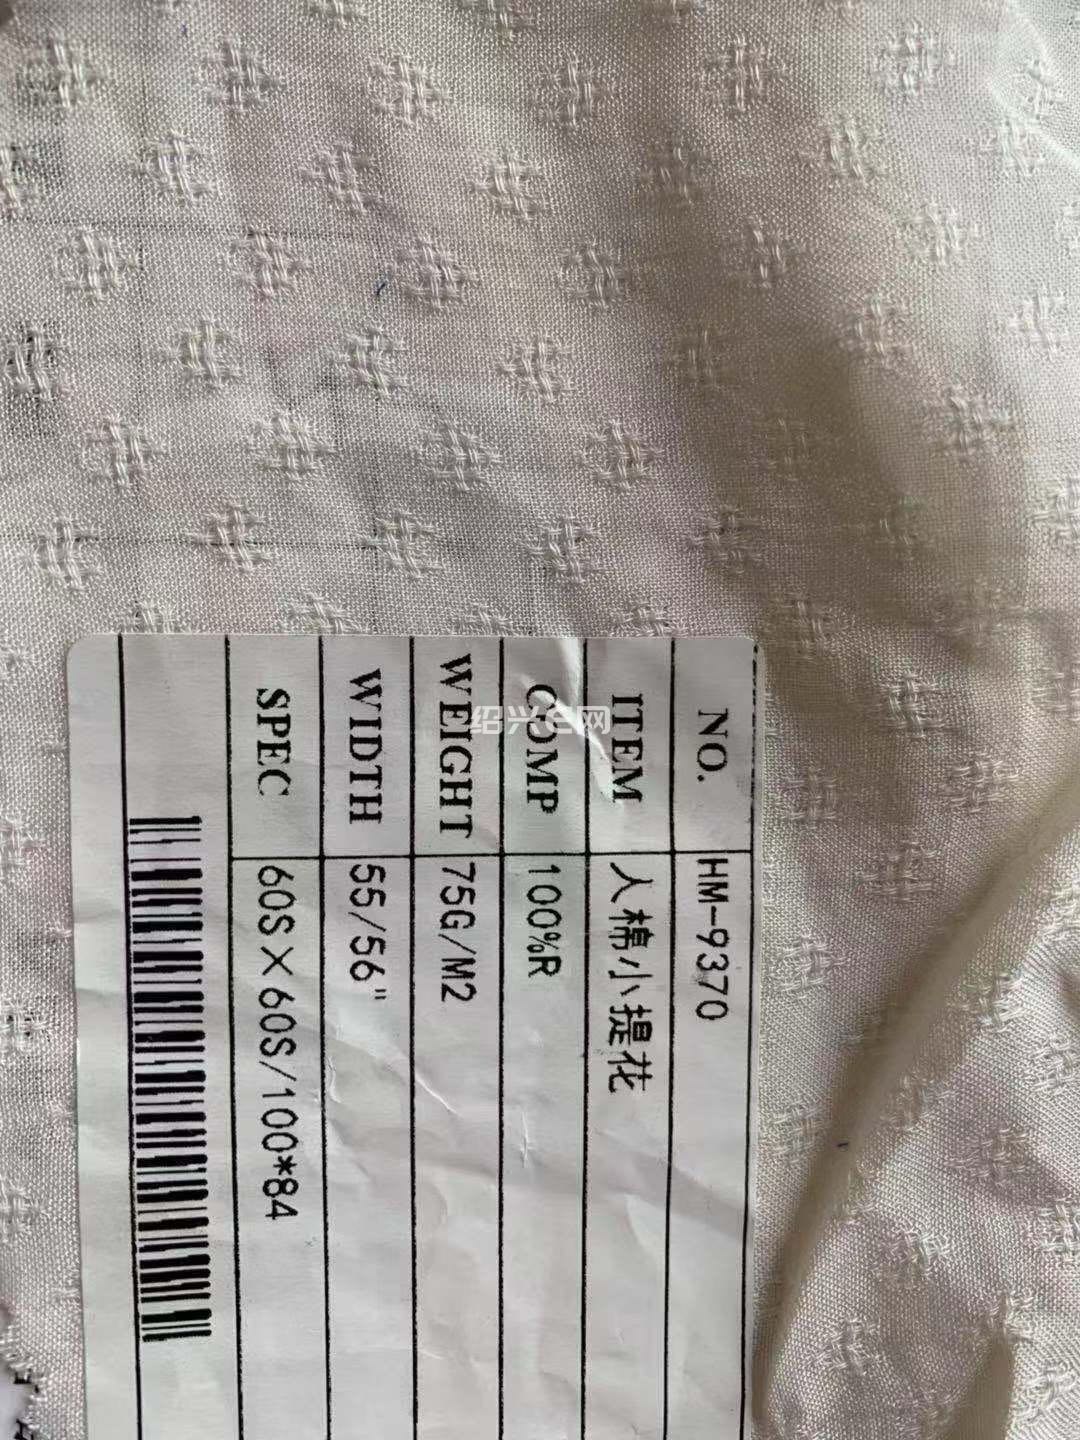 NO. HM-9370
ITEM 人棉小提花
COMP 100%R
WEIGHT 75G/M2
WIDTH 55/56"
SPEC 60S×60S/100*84
绍兴E网